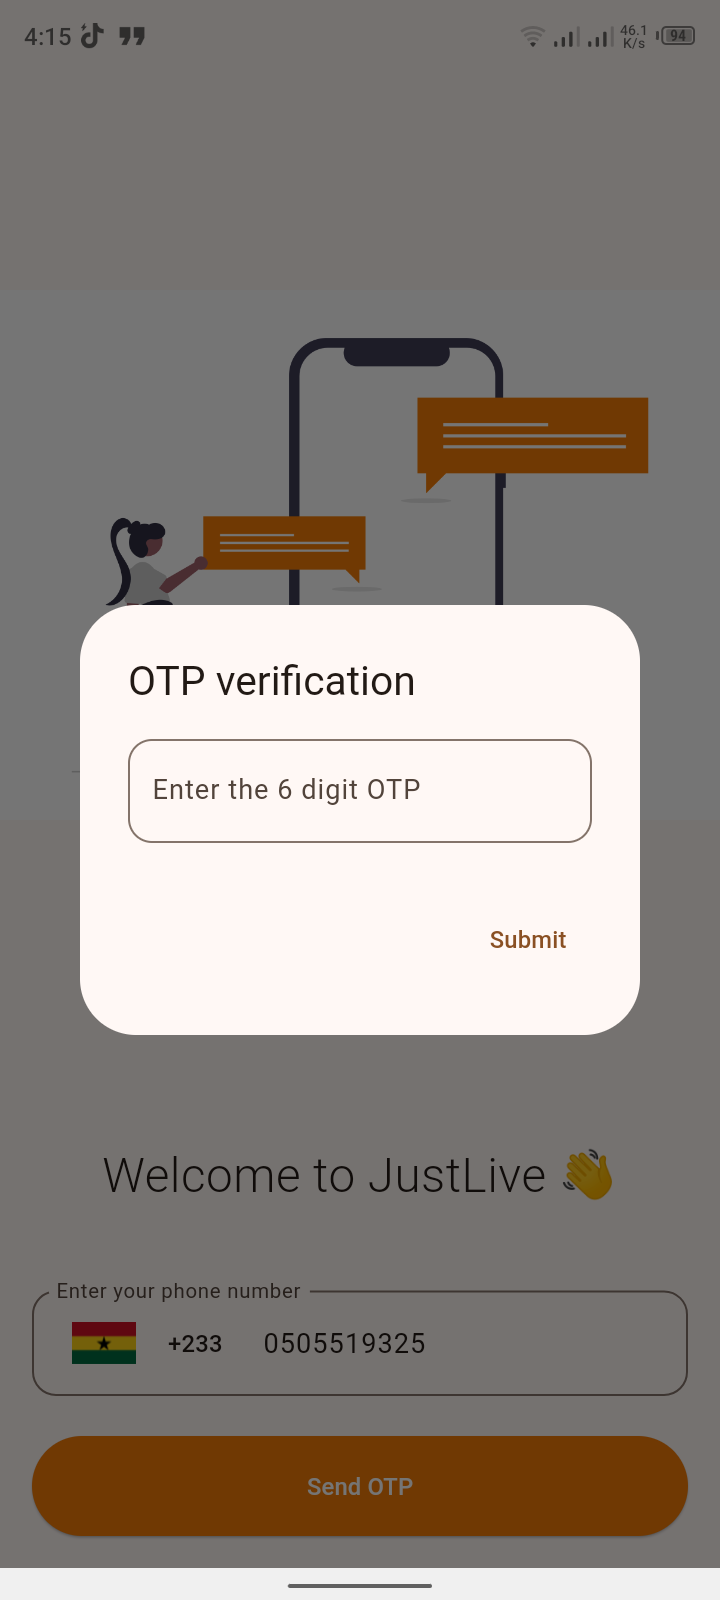 4:15
46.1
K/s
94
OTP verification
Enter the 6 digit OTP
Submit
Welcome to JustLive 👋
Enter your phone number
+233 0505519325
Send OTP